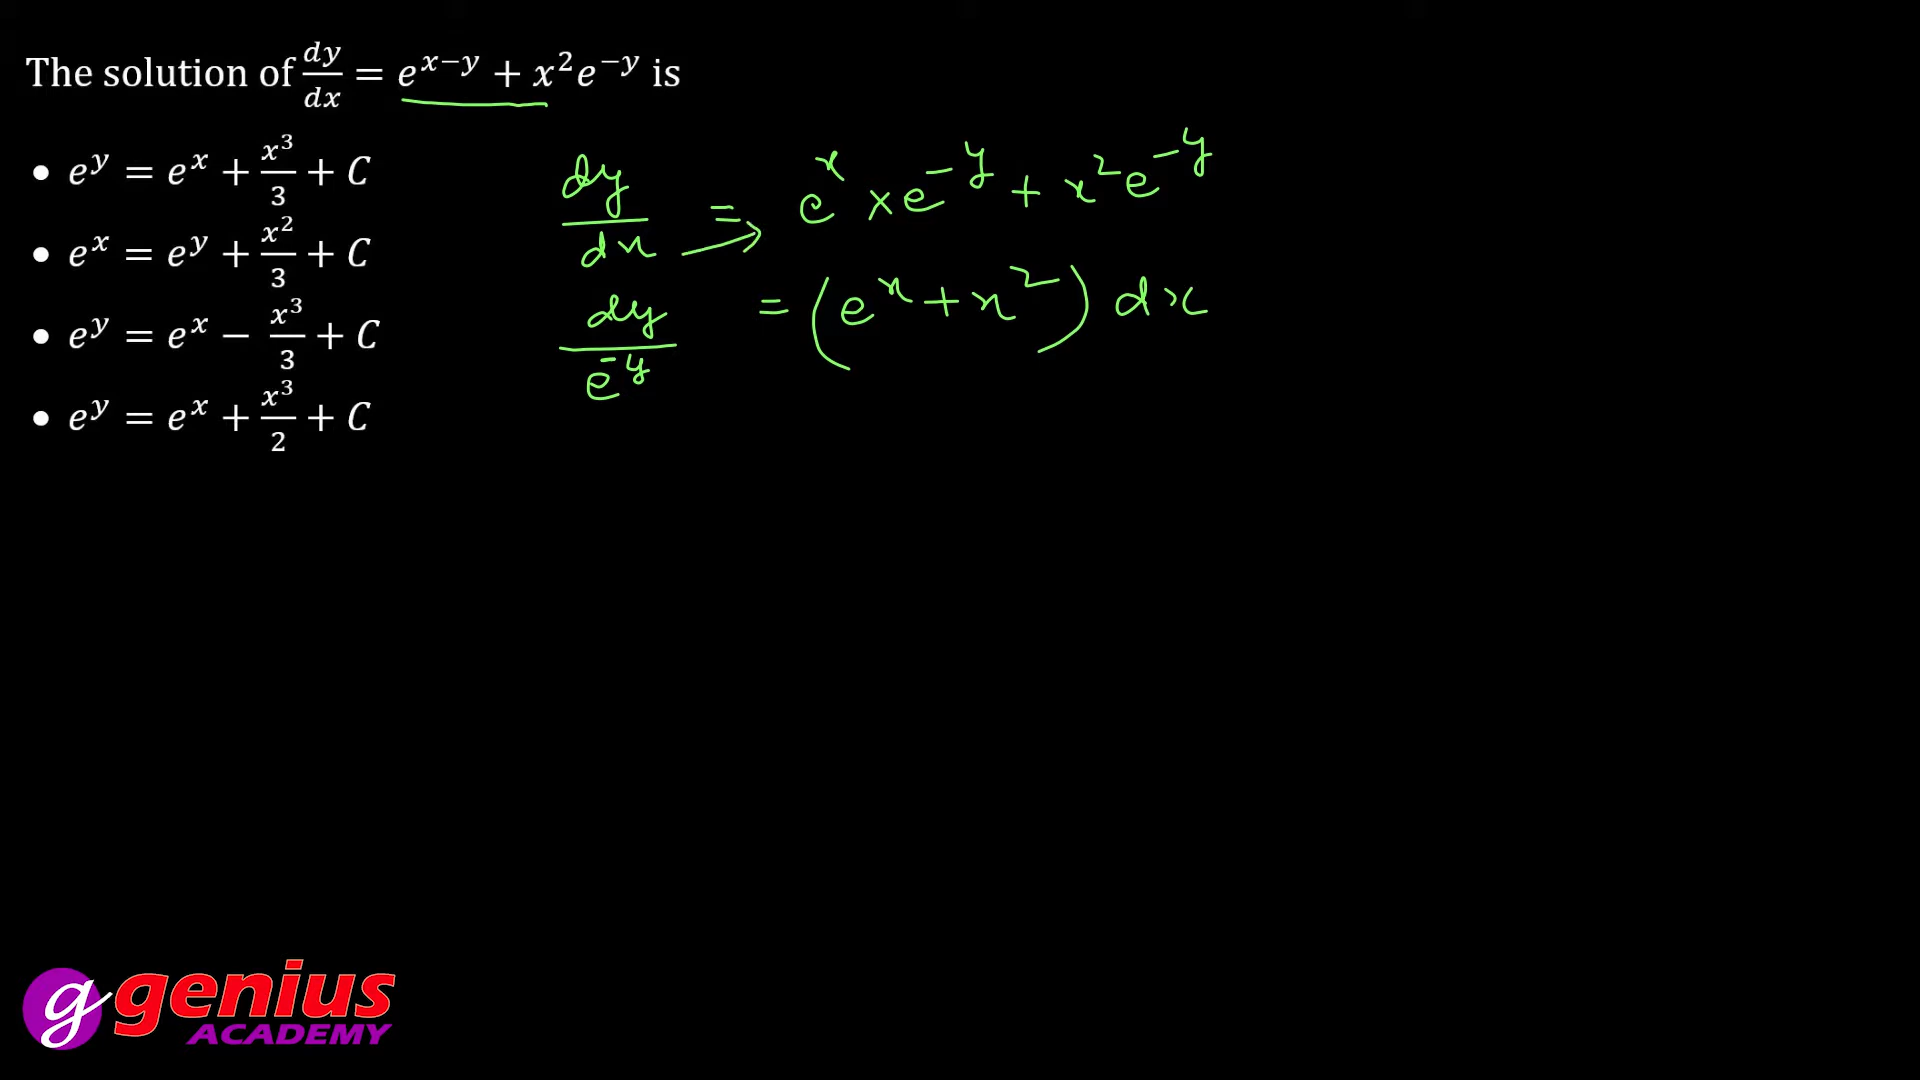 The solution of dy/dx = e^{x−y} + x^2e^{−y} is
• e^y = e^x + x^3/3 + C
• e^x = e^y + x^2/3 + C
• e^y = e^x − x^3/3 + C
• e^y = e^x + x^3/2 + C
dy/dx = → e^x × e^{−y} + x^2e^{−y}
dy/e^{−y} = (e^x + x^2) dx
g genius
ACADEMY